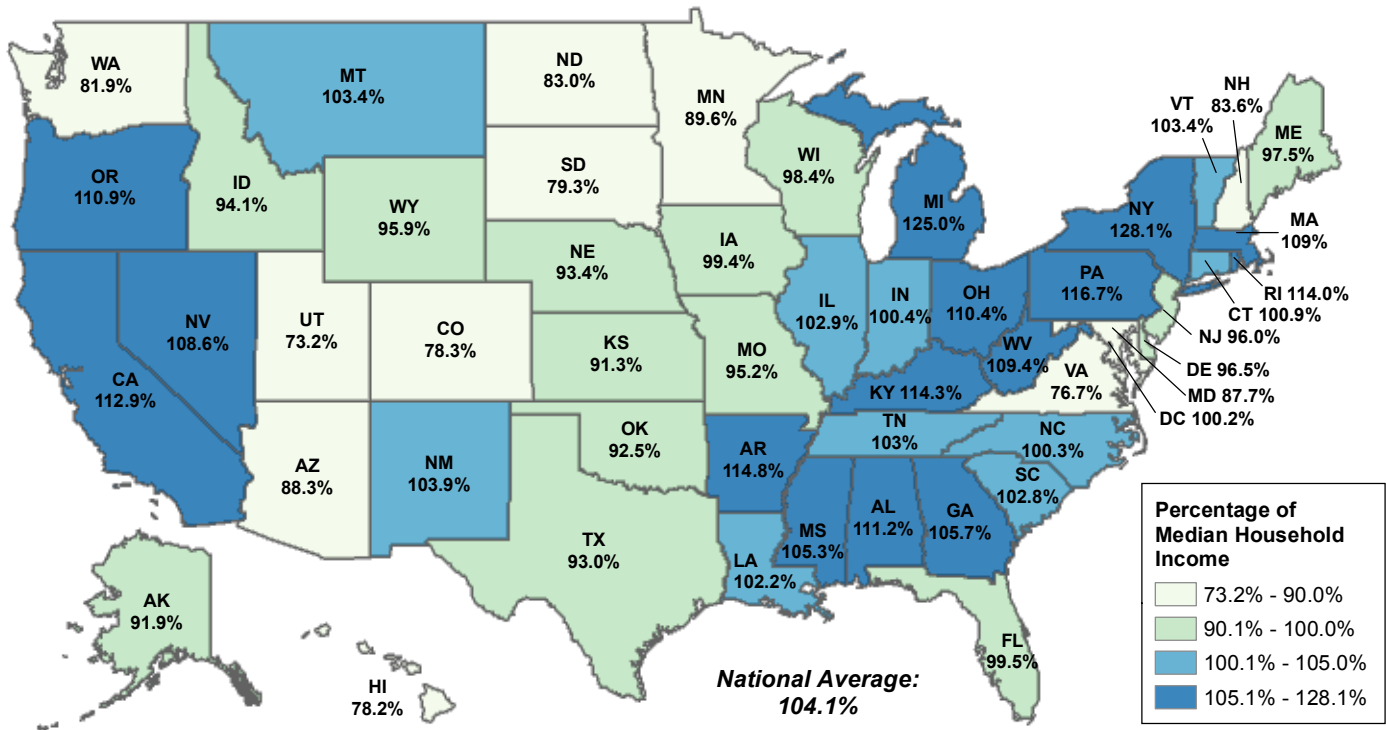 WA
81.9%
MT
103.4%
ND
83.0%
MN
89.6%
NH
83.6%
VT
103.4%
ME
97.5%
OR
110.9%
ID
94.1%
WY
95.9%
SD
79.3%
WI
98.4%
MI
125.0%
NY
128.1%
MA
109%
NE
93.4%
IA
99.4%
PA
116.7%
RI 114.0%
CT
100.9%
NV
108.6%
UT
73.2%
CO
78.3%
IL
102.9%
IN
100.4%
OH
110.4%
NJ 96.0%
CA
112.9%
KS
91.3%
MO
95.2%
WV
109.4%
VA
76.7%
DE 96.5%
MD 87.7%
DC 100.2%
KY 114.3%
AZ
88.3%
NM
103.9%
OK
92.5%
AR
114.8%
TN
103%
NC
100.3%
SC
102.8%
TX
93.0%
LA
102.2%
MS
105.3%
AL
111.2%
GA
105.7%
AK
91.9%
HI
78.2%
FL
99.5%
National Average:
104.1%
Percentage of
Median Household
Income
73.2% - 90.0%
90.1% - 100.0%
100.1% - 105.0%
105.1% - 128.1%